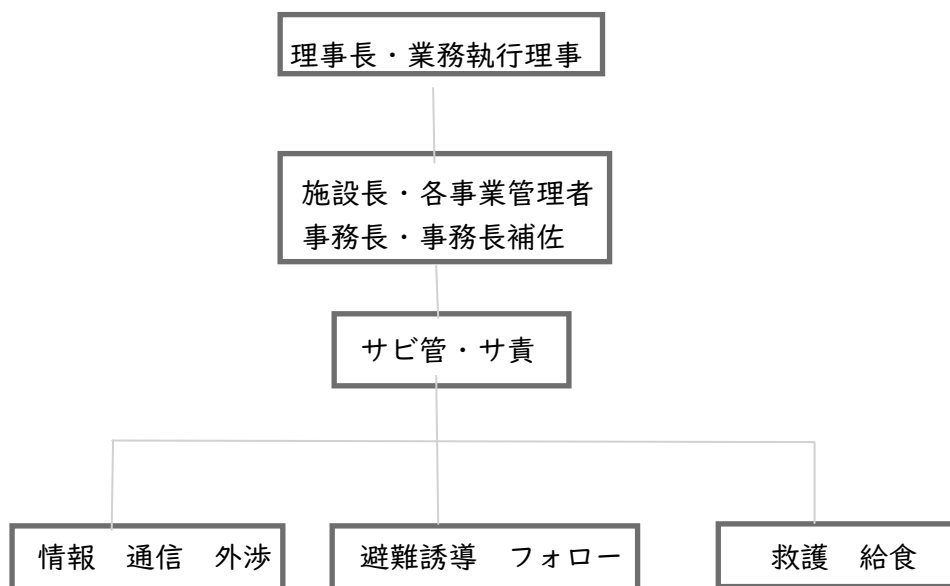 理事長・業務執行理事
施設長・各事業管理者
事務長・事務長補佐
サビ管・サ責
情報　通信　外渉
避難誘導　フォロー
救護　給食